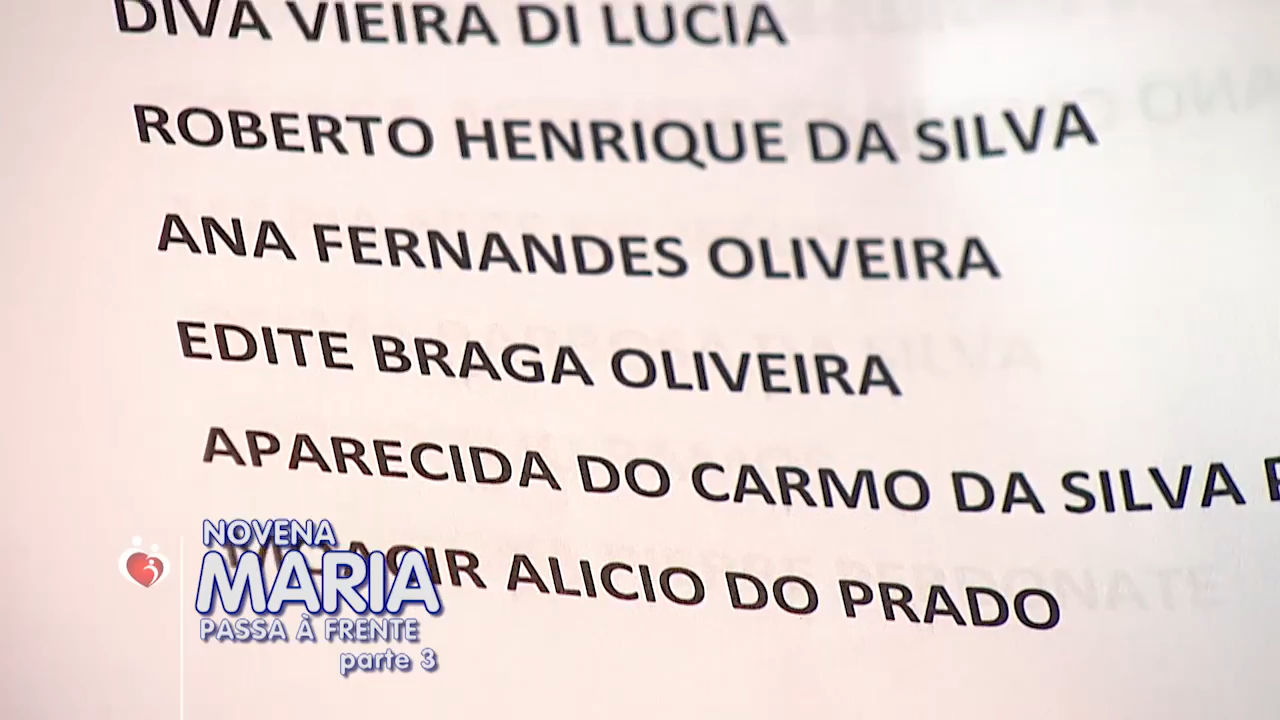 DIVA VIEIRA DI LUCIA
ROBERTO HENRIQUE DA SILVA
ANA FERNANDES OLIVEIRA
EDITE BRAGA OLIVEIRA
APARECIDA DO CARMO DA SILVA
ALICIO DO PRADO
NOVENA
MARIA
PASSA À FRENTE
parte 3